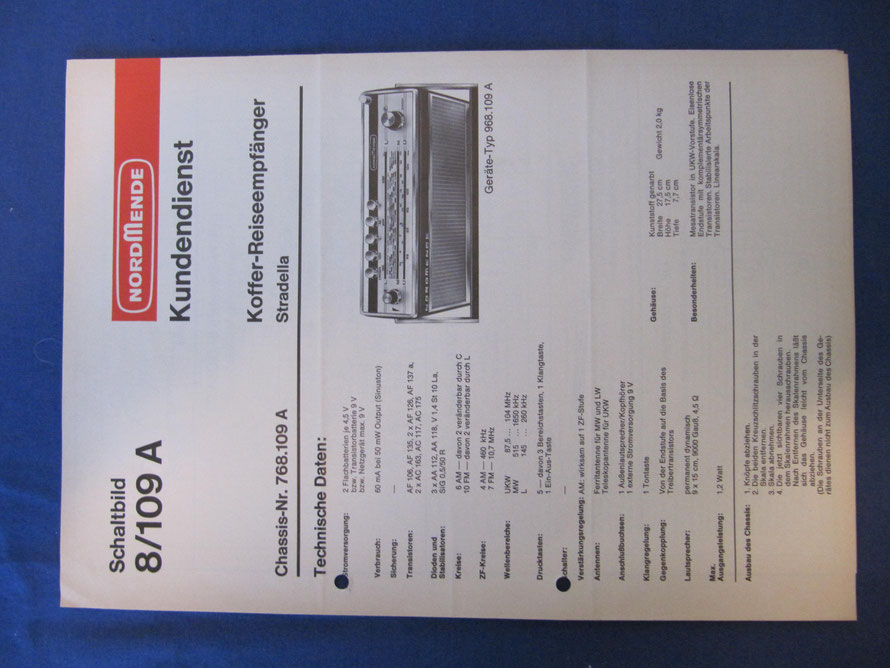 Schaltbild
8/109 A
NORDMENDE
Kundendienst
Chassis-Nr. 768.109 A
Koffer-Reiseempfänger
Stradella
Technische Daten:
Stromversorgung: 2 Flachbatterien je 4,5 V
bzw. Transistorbatterie 9 V
bzw. Netzgerät max. 9 V
Verbrauch: 60 mA bei 50 mW Output (Sinuston)
Sicherung: —
Transistoren: AF 106, AF 135, 2 x AF 126, AF 137 a,
2 x AC 163, AC 117, AC 175
Dioden und
Stabilisatoren: 3 x AA 112, AA 118, V 1,4 St 10 La,
StG 0,5/50 R
Kreise: 6 AM — davon 2 veränderbar durch C
10 FM — davon 2 veränderbar durch L
ZF-Kreise: 4 AM — 460 kHz
7 FM — 10,7 MHz
Wellenbereiche: UKW 87,5 ... 104 MHz
MW 515 ... 1650 kHz
L 145 ... 260 kHz
Drucktasten: 5 — davon 3 Bereichstasten, 1 Klangtaste,
1 Ein-Aus-Taste
chalter: —
Verstärkungsregelung: AM: wirksam auf 1 ZF-Stufe
Antennen: Ferritantenne für MW und LW
Teleskopantenne für UKW
Anschlußbuchsen: 1 Außenlautsprecher/Kopfhörer
1 externe Stromversorgung 9 V
Klangregelung: 1 Tontaste
Gegenkopplung: Von der Endstufe auf die Basis des
Treibertransistors
Lautsprecher: permanent dynamisch
9 x 15 cm, 9000 Gauß, 4,5 Ω
Max.
Ausgangsleistung: 1,2 Watt
NORDMENDE
Geräte-Typ 968.109 A
Gehäuse: Kunststoff genarbt
Breite 27,5 cm Gewicht 2,0 kg
Höhe 17,5 cm
Tiefe 7,7 cm
Besonderheiten: Mesatransistor in UKW-Vorstufe. Eisenlose
Endstufe mit komplementärsymmetrischen
Transistoren. Stabilisierte Arbeitspunkte der
Transistoren. Linearskala.
Ausbau des Chassis: 1. Knöpfe abziehen.
2. Die beiden Kreuzschlitzschrauben in der
Skala entfernen.
3. Skala abnehmen.
4. Die jetzt sichtbaren vier Schrauben in
dem Skalenrahmen herausschrauben.
Nach Entfernen des Skalenrahmens läßt
sich das Gehäuse leicht vom Chassis
abziehen.
(Die Schrauben an der Unterseite des Ge-
rätes dienen nicht zum Ausbau des Chassis)